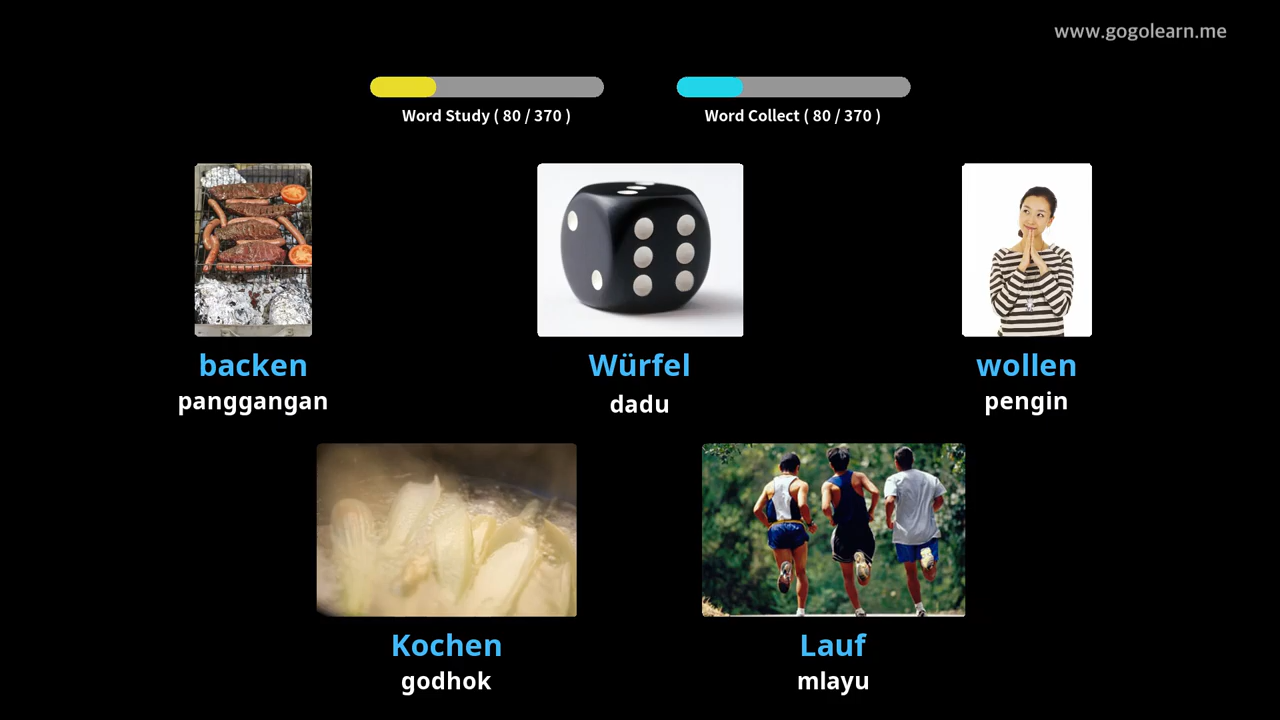 www.gogolearn.me
Word Study ( 80 / 370 )
Word Collect ( 80 / 370 )
backen
panggangan
Würfel
dadu
wollen
pengin
Kochen
godhok
Lauf
mlayu